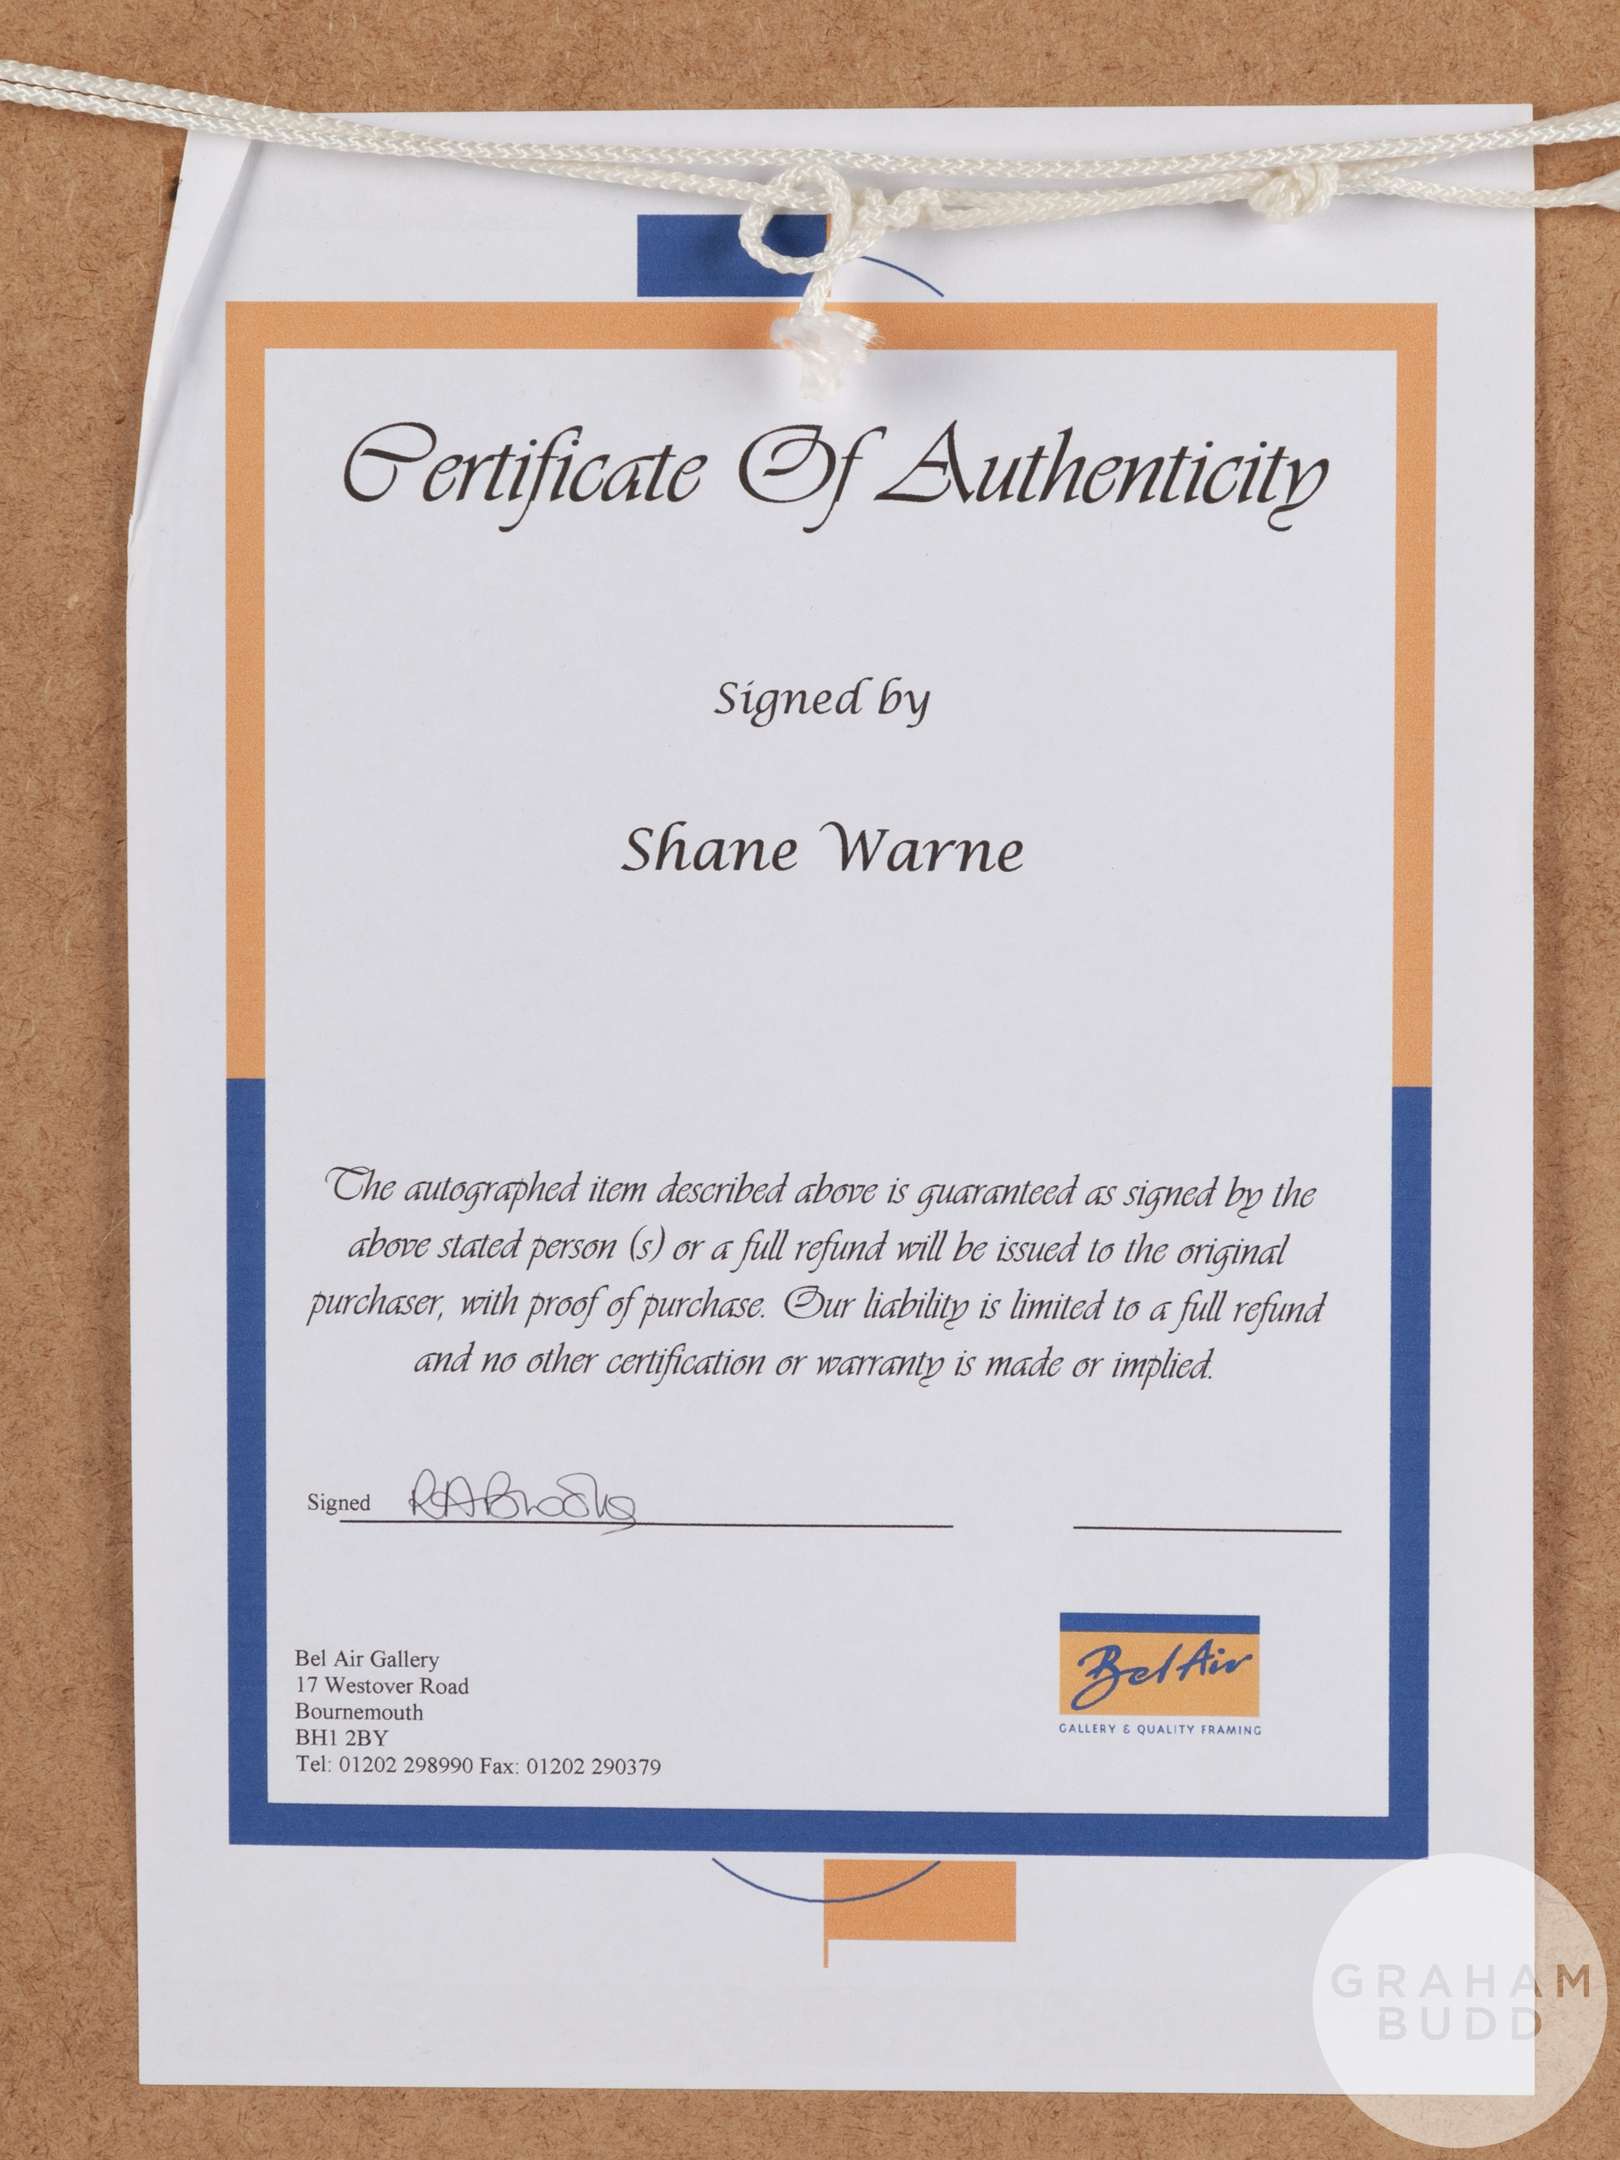 Certificate Of Authenticity
Signed by
Shane Warne
The autographed item described above is guaranteed as signed by the
above stated person (s) or a full refund will be issued to the original
purchaser, with proof of purchase. Our liability is limited to a full refund
and no other certification or warranty is made or implied.
Signed RABrooks
Bel Air Gallery
17 Westover Road
Bournemouth
BH1 2BY
Tel: 01202 298990 Fax: 01202 290379
Bel Air
GALLERY & QUALITY FRAMING
GRAHAM
BUDD